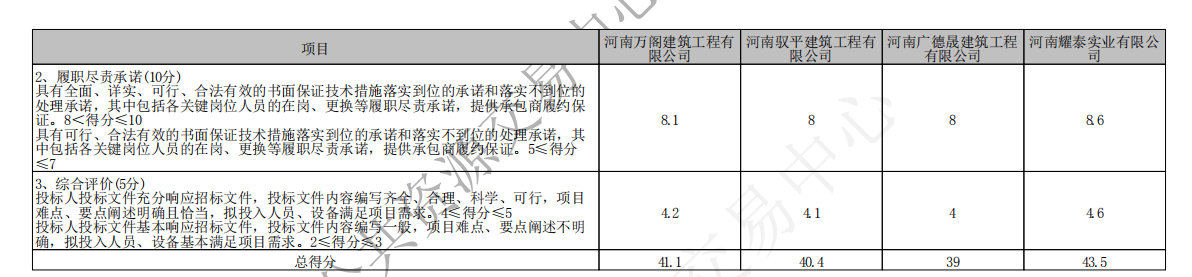 项目
河南万阁建筑工程有
限公司
河南驭平建筑工程有
限公司
河南广德晟建筑工程
有限公司
河南耀泰实业有限公
司
2、履职尽责承诺(10分)
具有全面、详实、可行、合法有效的书面保证技术措施落实到位的承诺和落实不到位的
处理承诺，其中包括各关键岗位人员的在岗、更换等履职尽责承诺，提供承包商履约保
证。8＜得分≤10
具有可行、合法有效的书面保证技术措施落实到位的承诺和落实不到位的处理承诺，其
中包括各关键岗位人员的在岗、更换等履职尽责承诺，提供承包商履约保证。5≤得分
≤7
8.1
8
8
8.6
3、综合评价(5分)
投标人投标文件充分响应招标文件，投标文件内容编写齐全、合理、科学、可行，项目
难点、要点阐述明确且恰当，拟投入人员、设备满足项目需求。4≤得分≤5
投标人投标文件基本响应招标文件，投标文件内容编写一般，项目难点、要点阐述不明
确，拟投入人员、设备基本满足项目需求。2≤得分≤3
4.2
4.1
4
4.6
总得分
41.1
40.4
39
43.5
公共资源交易中心
交易中心